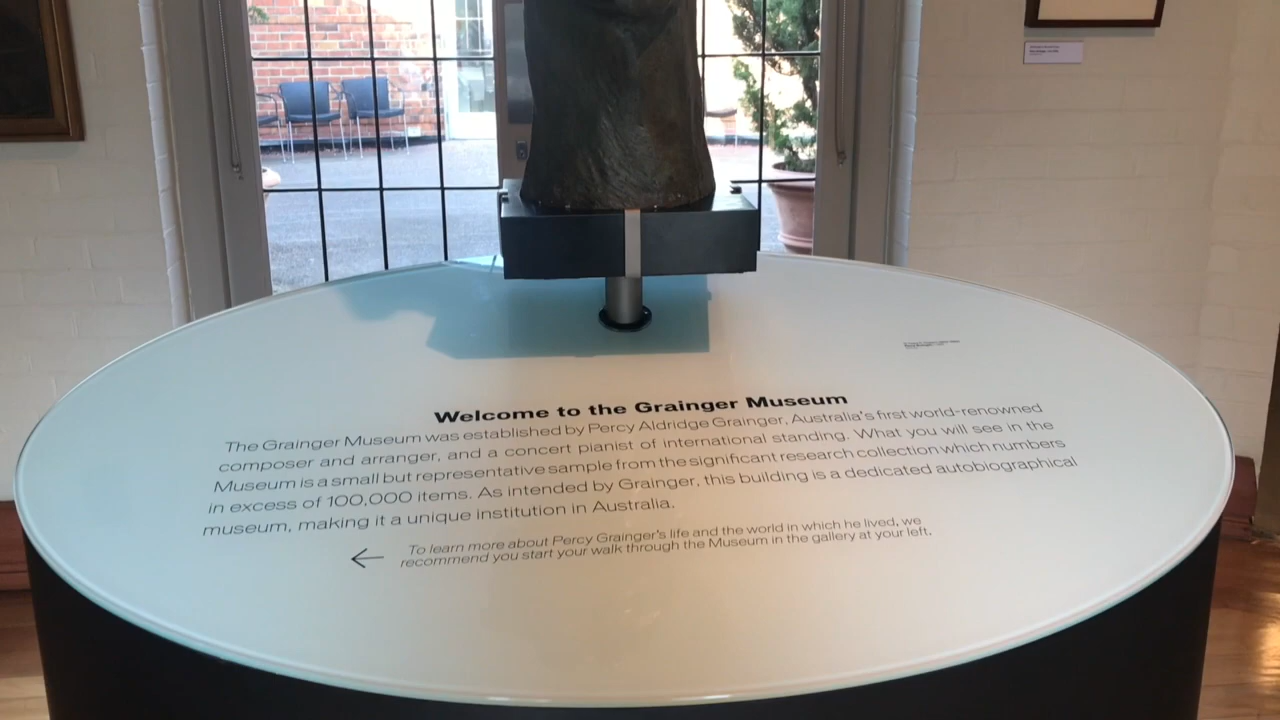 Welcome to the Grainger Museum
The Grainger Museum was established by Percy Aldridge Grainger, Australia's first world-renowned
composer and arranger, and a concert pianist of international standing. What you will see in the
Museum is a small but representative sample from the significant research collection which numbers
in excess of 100,000 items. As intended by Grainger, this building is a dedicated autobiographical
museum, making it a unique institution in Australia.
To learn more about Percy Grainger's life and the world in which he lived, we
recommend you start your walk through the Museum in the gallery at your left.